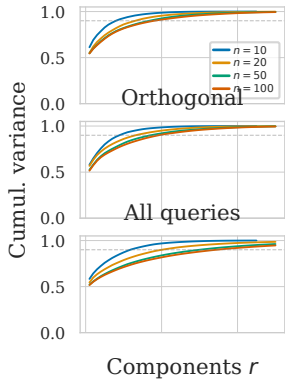 1.0
0.5
0.0
n = 10
n = 20
n = 50
n = 100
Orthogonal
1.0
0.5
0.0
All queries
1.0
0.5
0.0
Cumul. variance
Components r